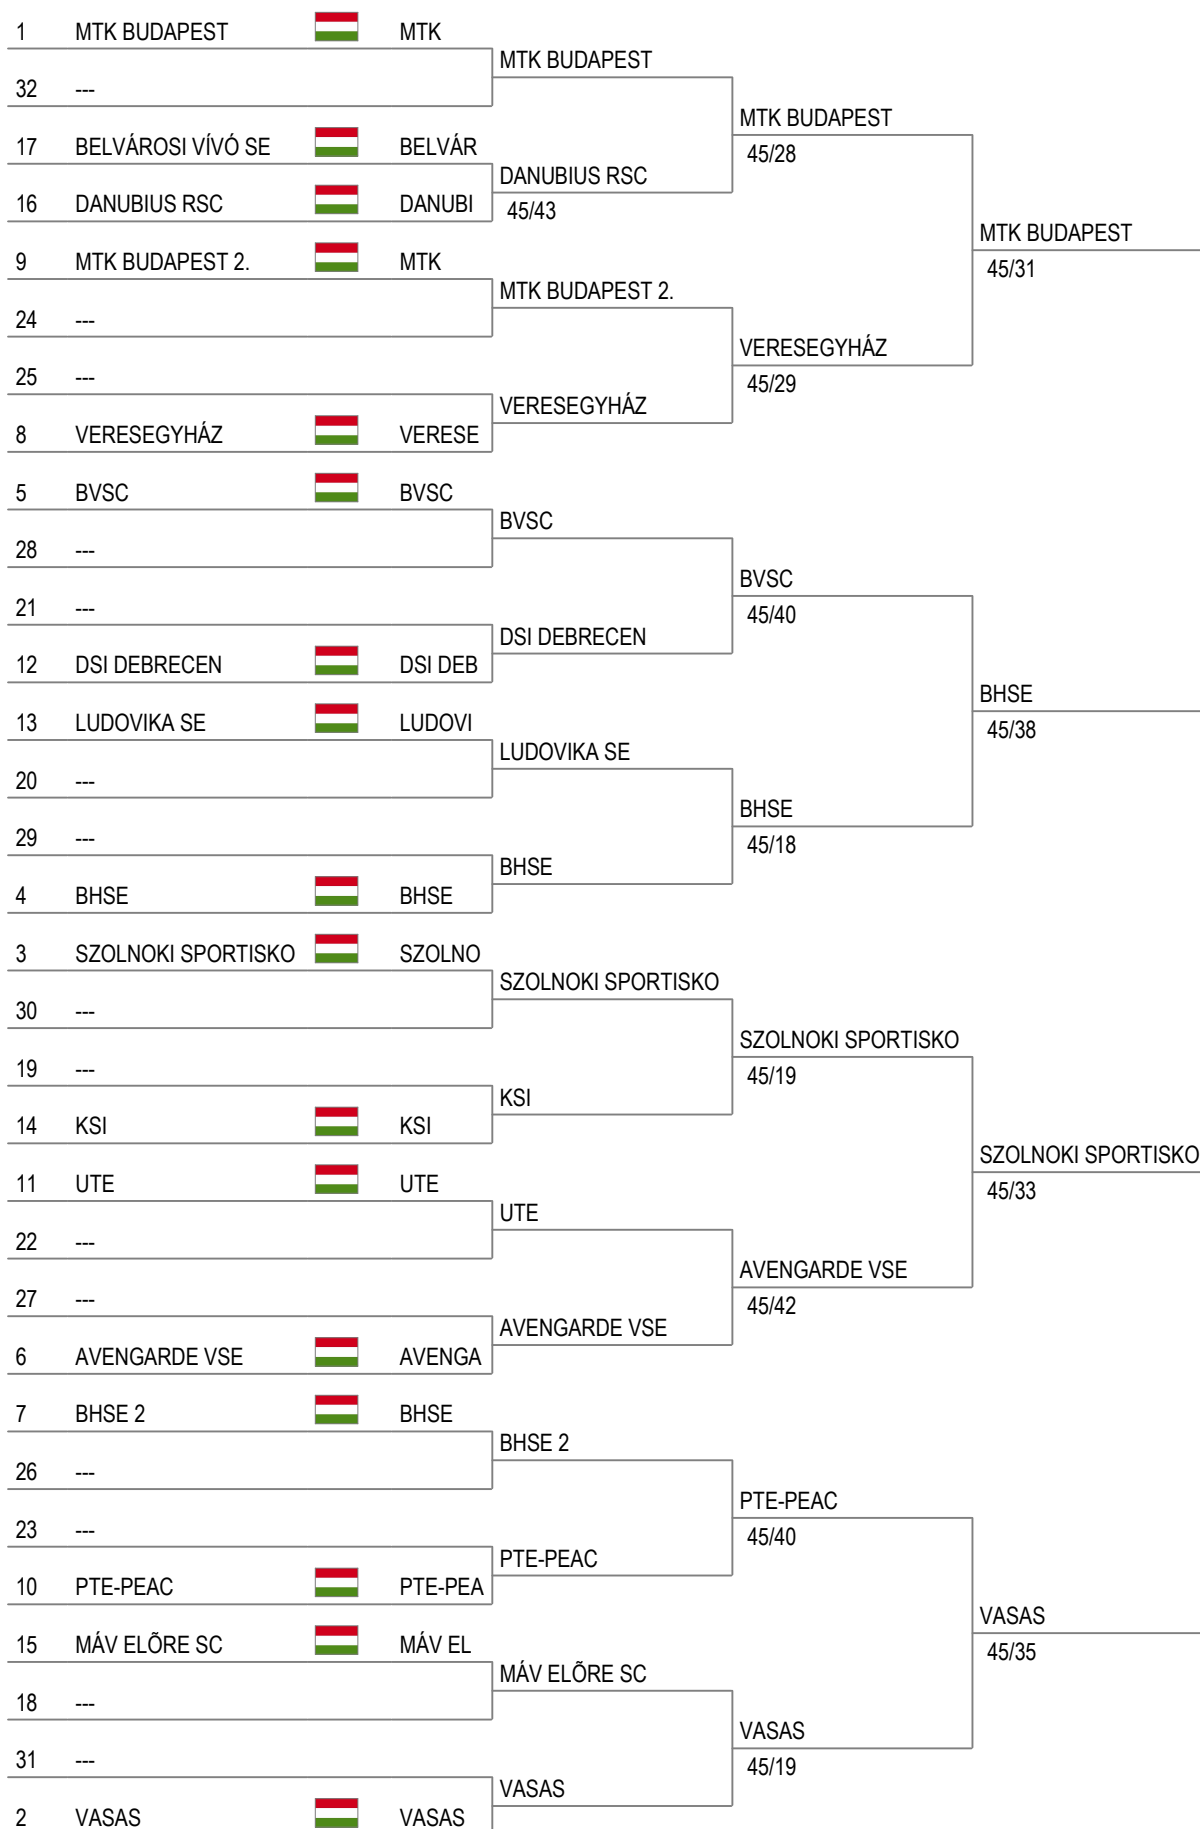 1 MTK BUDAPEST MTK
MTK BUDAPEST
32 ---
MTK BUDAPEST
17 BELVÁROSI VÍVÓ SE BELVÁR
45/28
DANUBIUS RSC
16 DANUBIUS RSC DANUBI
45/43
MTK BUDAPEST
9 MTK BUDAPEST 2. MTK
45/31
MTK BUDAPEST 2.
24 ---
VERESEGYHÁZ
25 ---
45/29
VERESEGYHÁZ
8 VERESEGYHÁZ VERESE
5 BVSC BVSC
BVSC
28 ---
BVSC
21 ---
45/40
DSI DEBRECEN
12 DSI DEBRECEN DSI DEB
BHSE
13 LUDOVIKA SE LUDOVI
45/38
LUDOVIKA SE
20 ---
BHSE
29 ---
45/18
BHSE
4 BHSE BHSE
3 SZOLNOKI SPORTISKO SZOLNO
SZOLNOKI SPORTISKO
30 ---
SZOLNOKI SPORTISKO
19 ---
45/19
KSI
14 KSI KSI
SZOLNOKI SPORTISKO
11 UTE UTE
45/33
UTE
22 ---
AVENGARDE VSE
27 ---
45/42
AVENGARDE VSE
6 AVENGARDE VSE AVENGA
7 BHSE 2 BHSE
BHSE 2
26 ---
PTE-PEAC
23 ---
45/40
PTE-PEAC
10 PTE-PEAC PTE-PEA
VASAS
15 MÁV ELÕRE SC MÁV EL
45/35
MÁV ELÕRE SC
18 ---
VASAS
31 ---
45/19
VASAS
2 VASAS VASAS